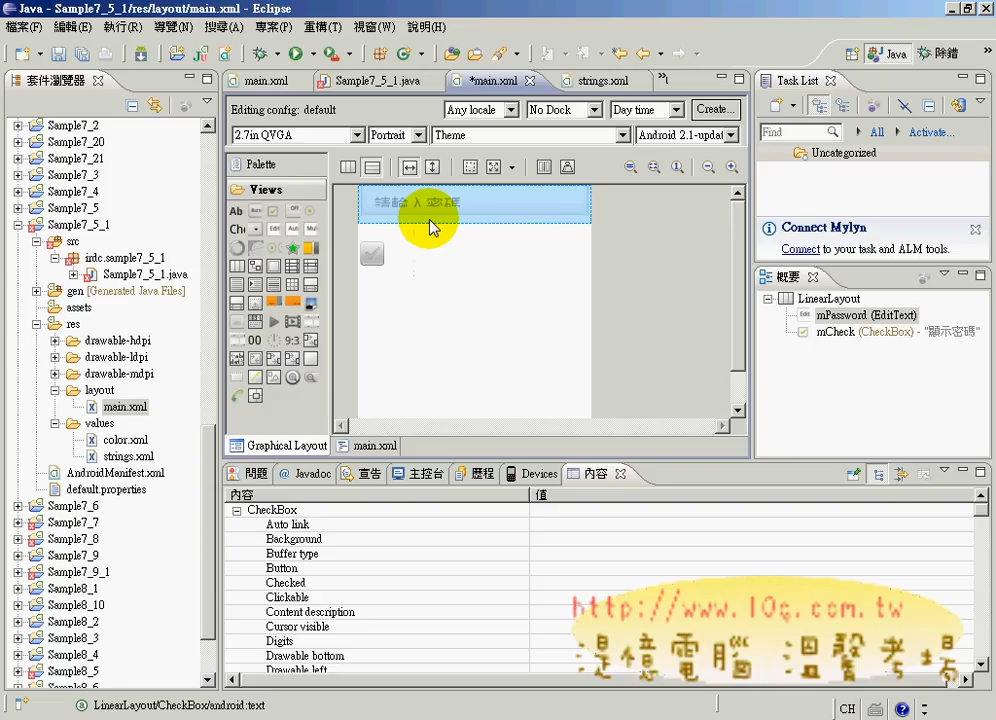 Java - Sample7_5_1/res/layout/main.xml - Eclipse
檔案(F) 編輯(E) 執行(R) 導覽(N) 搜尋(A) 專案(P) 重構(T) 視窗(W) 說明(H)
Java 除錯
套件瀏覽器
Sample7_2
Sample7_20
Sample7_21
Sample7_3
Sample7_4
Sample7_5
Sample7_5_1
src
irdc.sample7_5_1
Sample7_5_1.java
gen [Generated Java Files]
assets
res
drawable-hdpi
drawable-ldpi
drawable-mdpi
layout
main.xml
values
color.xml
strings.xml
AndroidManifest.xml
default.properties
Sample7_6
Sample7_7
Sample7_8
Sample7_9
Sample7_9_1
Sample8_1
Sample8_10
Sample8_2
Sample8_3
Sample8_4
Sample8_5
main.xml Sample7_5_1.java *main.xml strings.xml
Editing config: default Any locale No Dock Day time Create...
2.7in QVGA Portrait Theme Android 2.1-updat
Palette
Views
請輸入密碼
Graphical Layout main.xml
Task List
Find All Activate...
Uncategorized
Connect Mylyn
Connect to your task and ALM tools.
概要
LinearLayout
mPassword (EditText)
mCheck (CheckBox) - "顯示密碼"
問題 @ Javadoc 宣告 主控台 歷程 Devices 內容
內容 值
CheckBox
Auto link
Background
Buffer type
Button
Checked
Clickable
Content description
Cursor visible
Digits
Drawable bottom
Drawable left
http://www.10q.com.tw
LinearLayout/CheckBox/android:text
CH